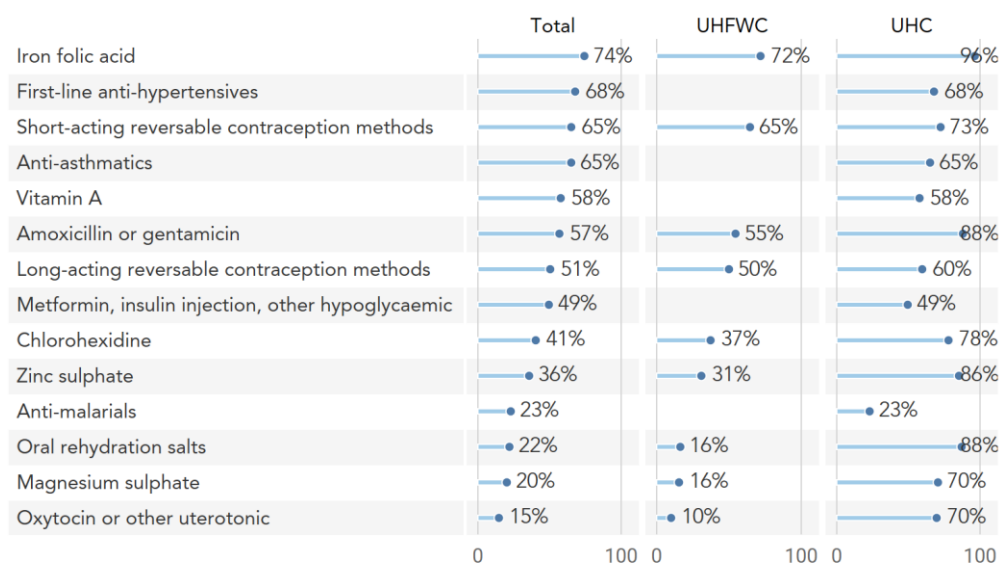 Total UHFWC UHC
Iron folic acid 74% 72% 96%
First-line anti-hypertensives 68% 68%
Short-acting reversable contraception methods 65% 65% 73%
Anti-asthmatics 65% 65%
Vitamin A 58% 58%
Amoxicillin or gentamicin 57% 55% 88%
Long-acting reversable contraception methods 51% 50% 60%
Metformin, insulin injection, other hypoglycaemic 49% 49%
Chlorohexidine 41% 37% 78%
Zinc sulphate 36% 31% 86%
Anti-malarials 23% 23%
Oral rehydration salts 22% 16% 88%
Magnesium sulphate 20% 16% 70%
Oxytocin or other uterotonic 15% 10% 70%
0 100 0 100 0 100